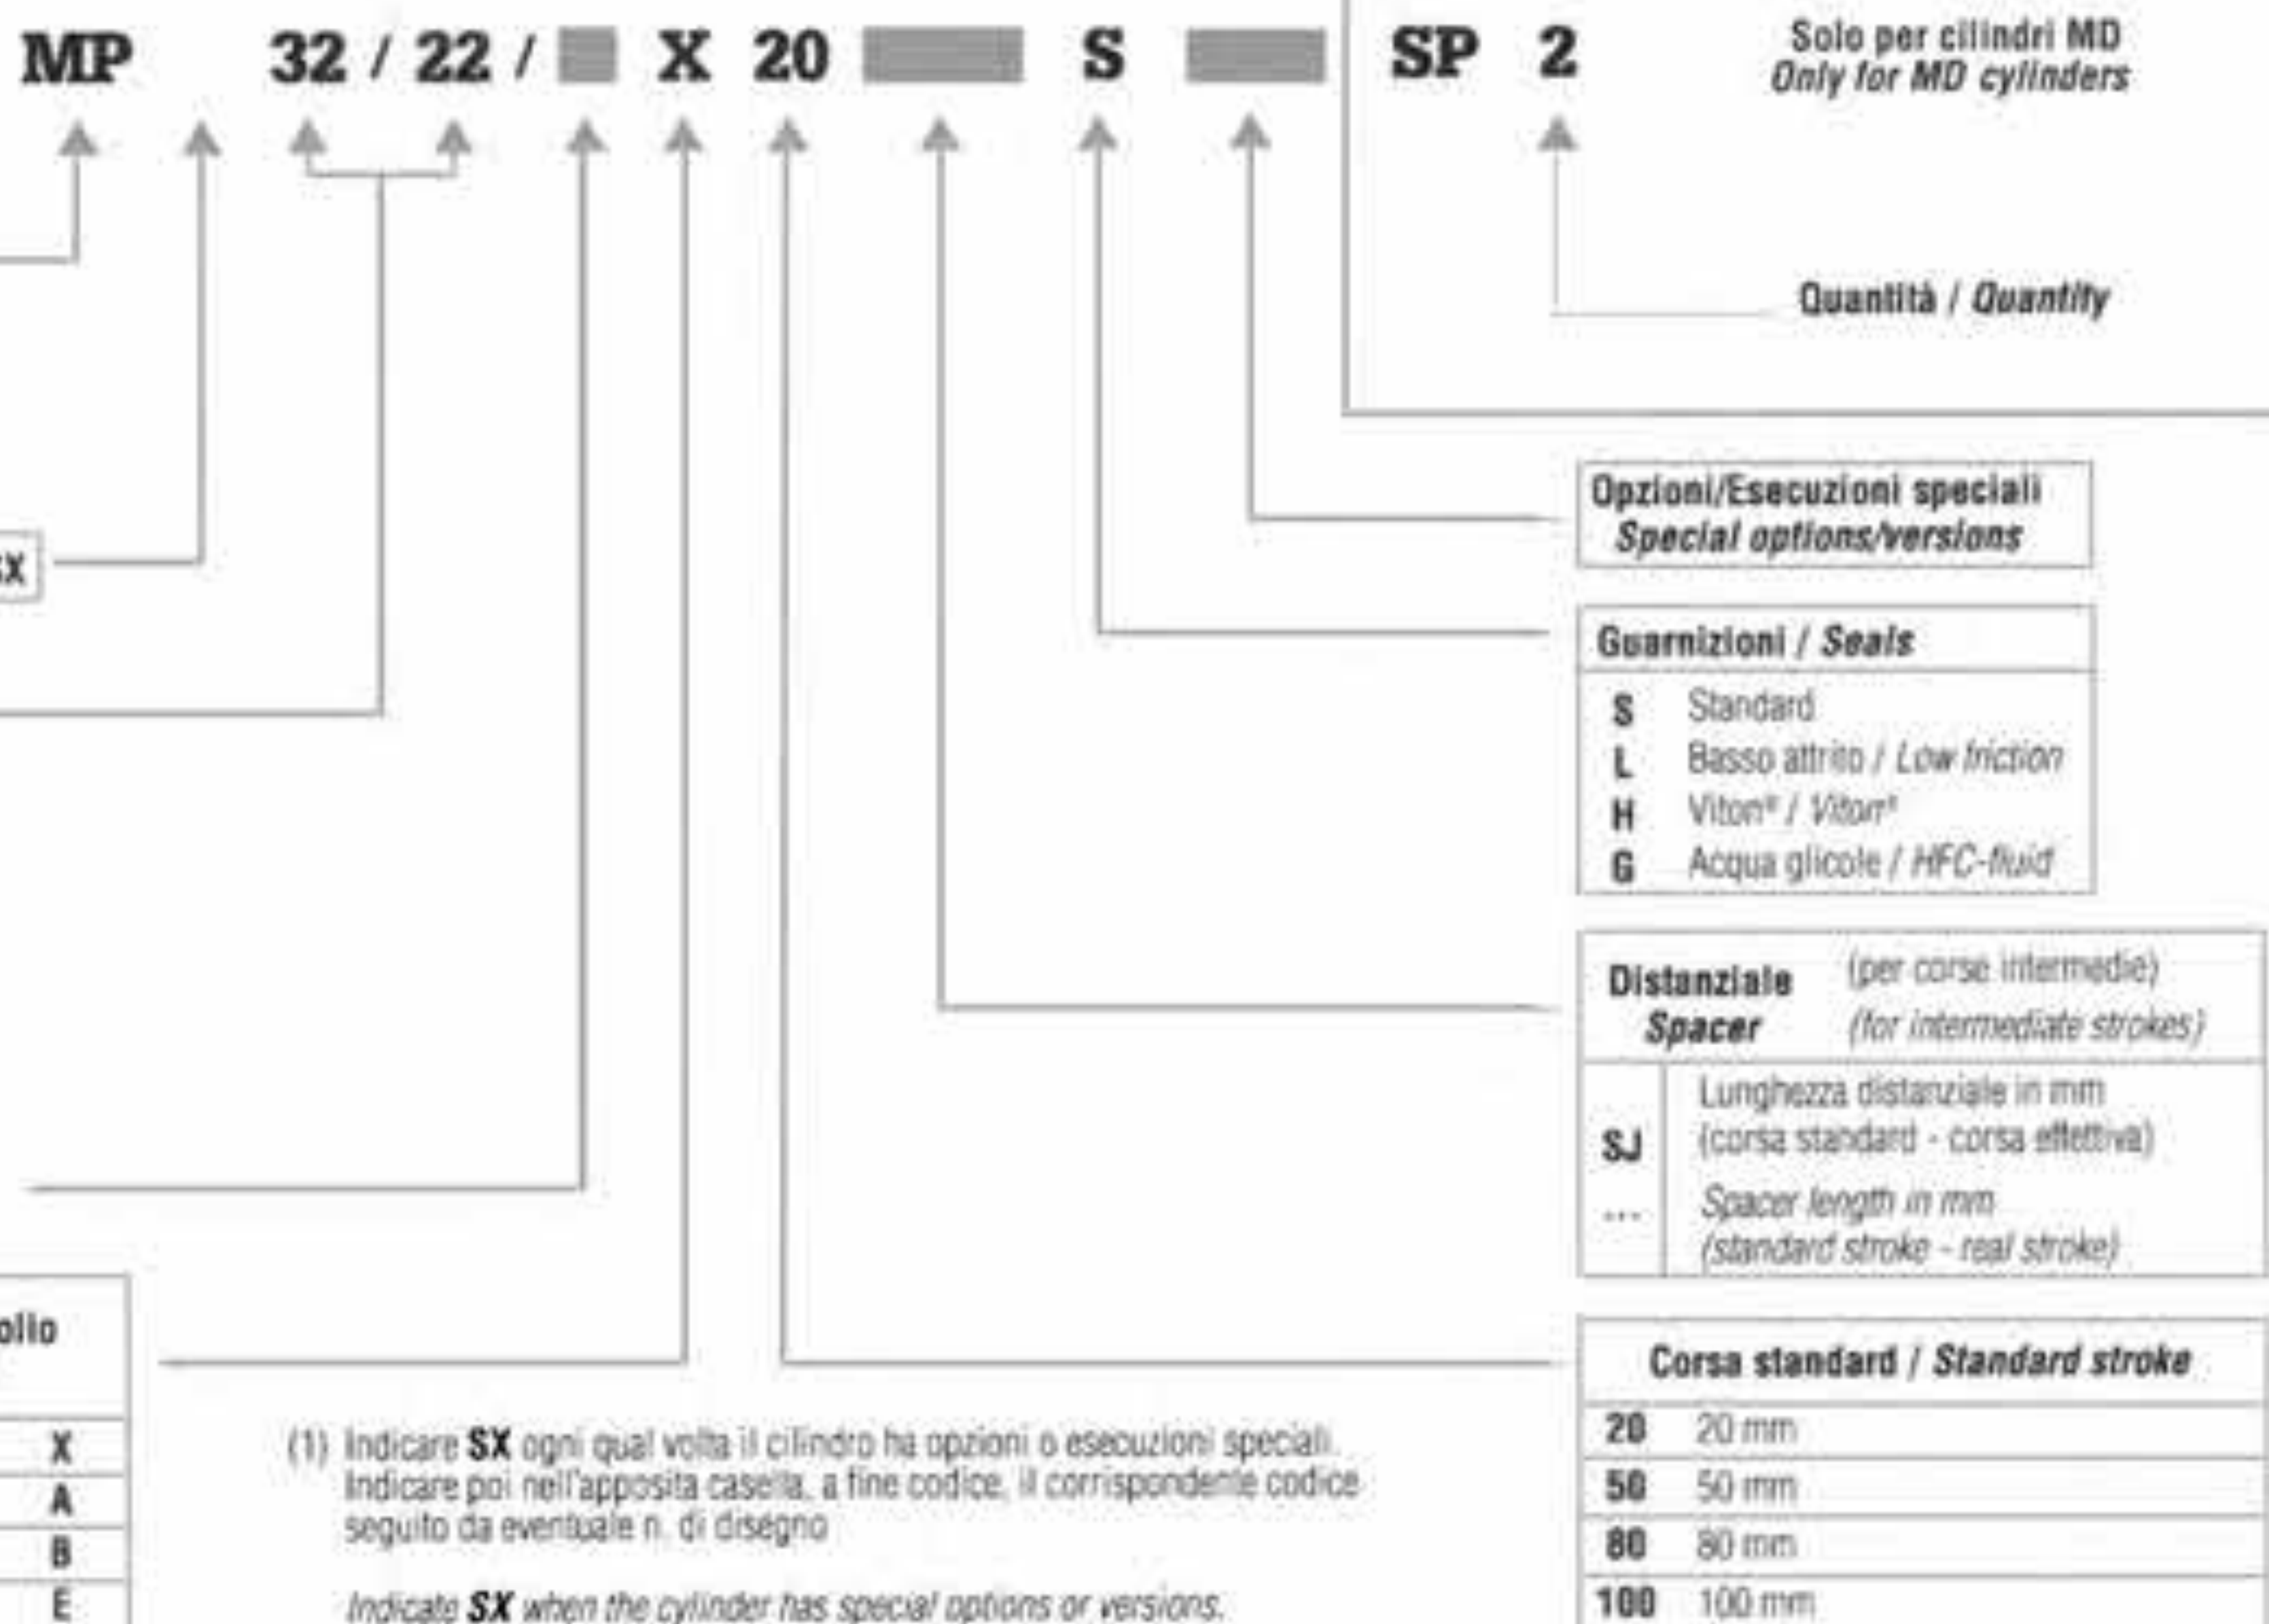 MP 32 / 22 / X 20 S SP 2
Solo per cilindri MD
Only for MD cylinders
Quantità / Quantity
Opzioni/Esecuzioni speciali
Special options/versions
SX
Guarnizioni / Seals
S Standard
L Basso attrito / Low friction
H Viton® / Viton®
G Acqua glicole / HFC-fluid
Distanziale (per corse intermedie)
Spacer (for intermediate strokes)
SJ Lunghezza distanziale in mm
(corsa standard - corsa effettiva)
... Spacer length in mm
(standard stroke - real stroke)
olio
X
A
B
E
Corsa standard / Standard stroke
20 20 mm
50 50 mm
80 80 mm
100 100 mm
(1) Indicare SX ogni qual volta il cilindro ha opzioni o esecuzioni speciali.
Indicare poi nell'apposita casella, a fine codice, il corrispondente codice
seguito da eventuale n. di disegno
Indicate SX when the cylinder has special options or versions.